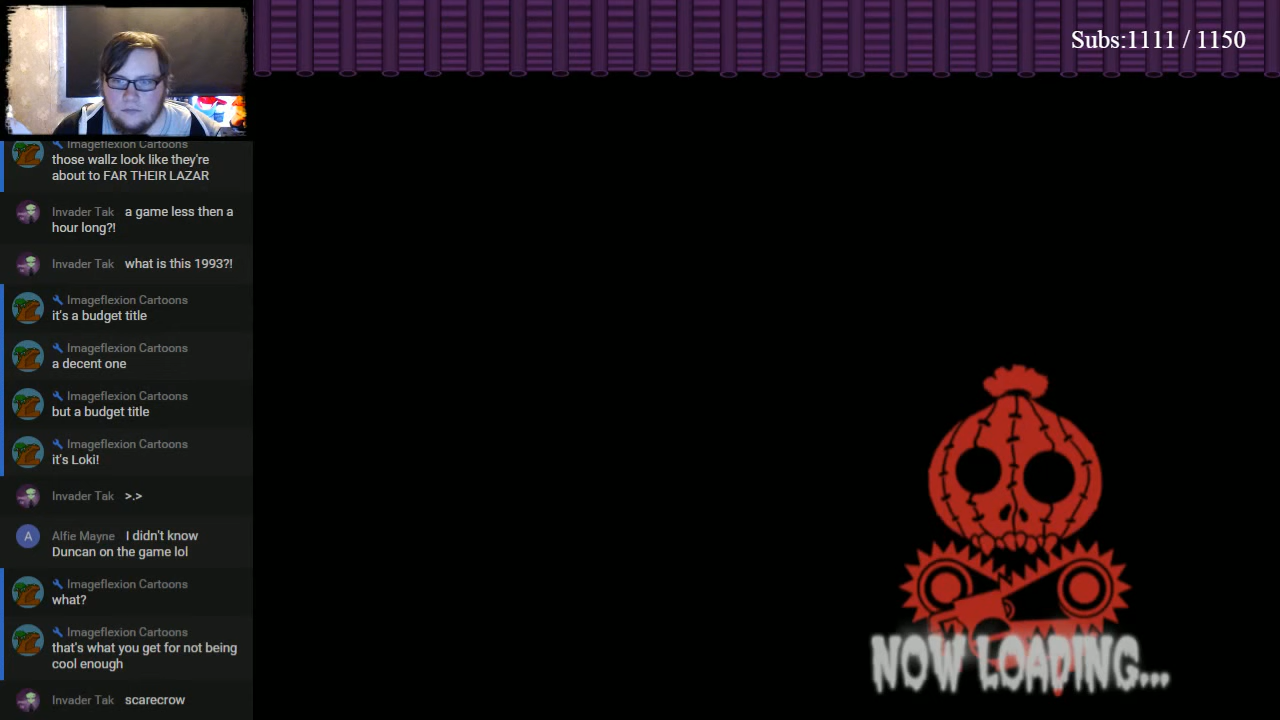 Subs:1111 / 1150
Imageflexion Cartoons
those wallz look like they're
about to FAR THEIR LAZAR
Invader Tak a game less then a
hour long?!
Invader Tak what is this 1993?!
Imageflexion Cartoons
it's a budget title
Imageflexion Cartoons
a decent one
Imageflexion Cartoons
but a budget title
Imageflexion Cartoons
it's Loki!
Invader Tak >.>
A
Alfie Mayne I didn't know
Duncan on the game lol
Imageflexion Cartoons
what?
Imageflexion Cartoons
that's what you get for not being
cool enough
Invader Tak scarecrow
NOW LOADING...